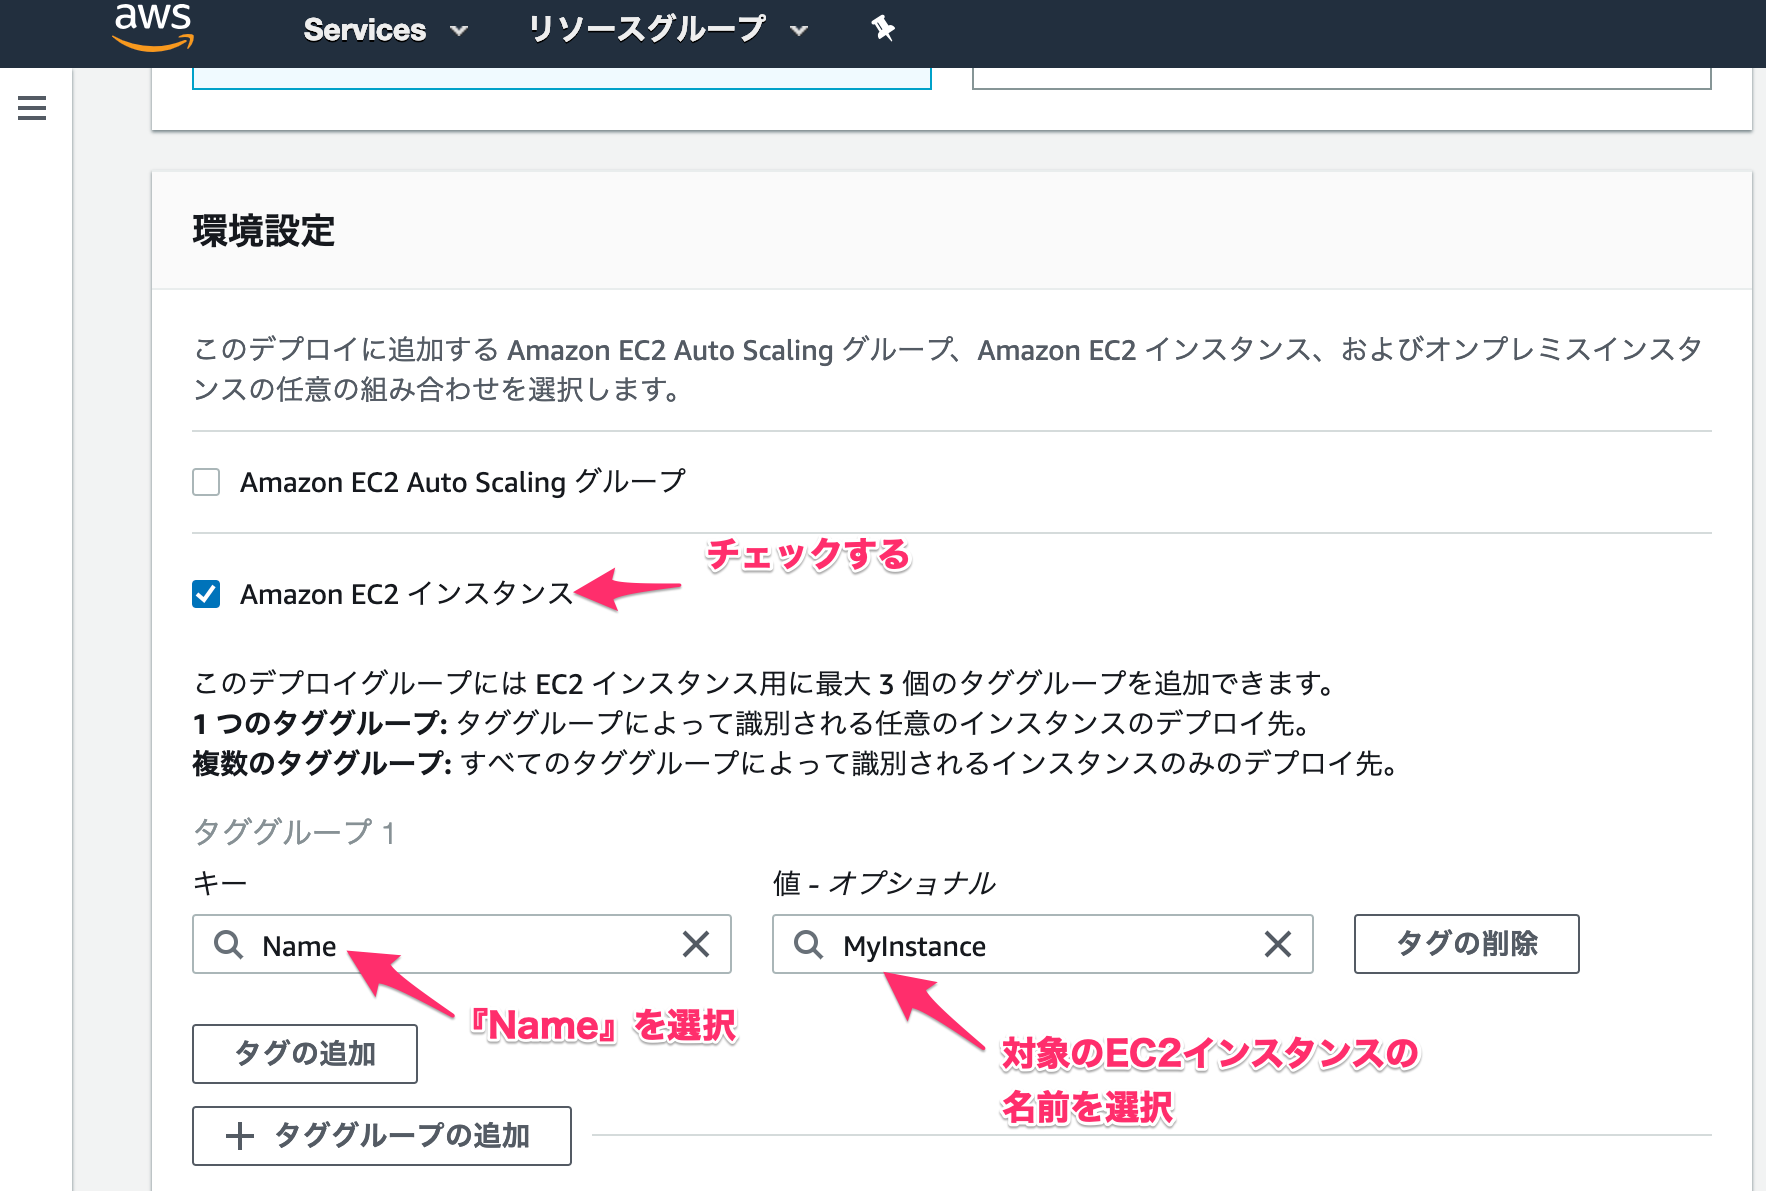 aws
Services
リソースグループ
環境設定
このデプロイに追加する Amazon EC2 Auto Scaling グループ、Amazon EC2 インスタンス、およびオンプレミスインスタ
ンスの任意の組み合わせを選択します。
Amazon EC2 Auto Scaling グループ
チェックする
Amazon EC2 インスタンス
このデプロイグループには EC2 インスタンス用に最大 3 個のタググループを追加できます。
1 つのタググループ: タググループによって識別される任意のインスタンスのデプロイ先。
複数のタググループ: すべてのタググループによって識別されるインスタンスのみのデプロイ先。
タググループ 1
キー
値 - オプショナル
Name
MyInstance
タグの削除
『Name』を選択
対象のEC2インスタンスの
名前を選択
タグの追加
タググループの追加